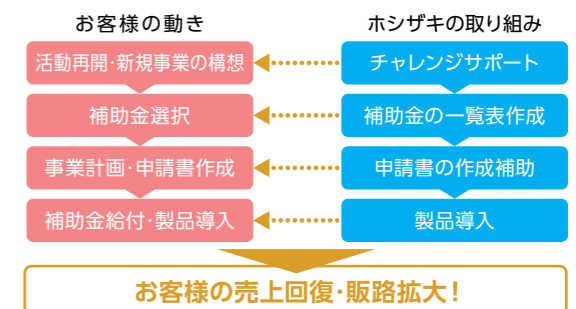 お客様の動き
ホシザキの取り組み
活動再開・新規事業の構想
チャレンジサポート
補助金選択
補助金の一覧表作成
事業計画・申請書作成
申請書の作成補助
補助金給付・製品導入
製品導入
お客様の売上回復・販路拡大！